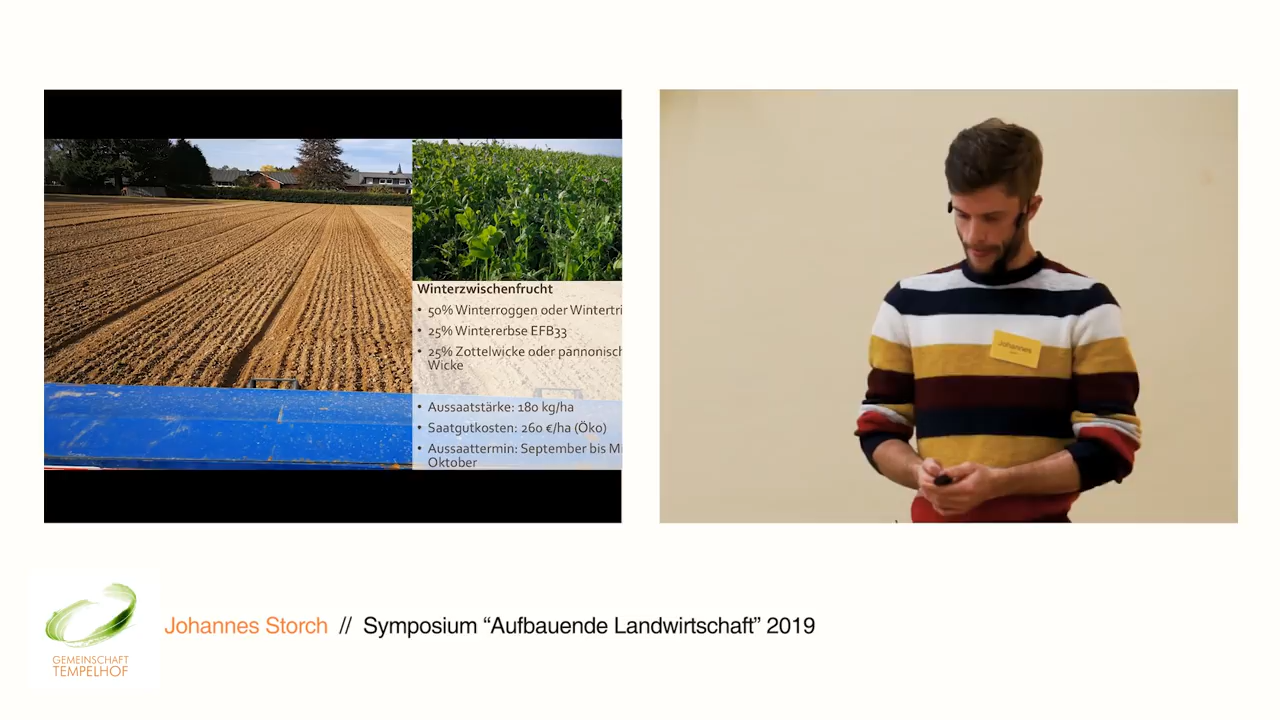 Winterzwischenfrucht
• 50% Winterroggen oder Wintertri
• 25% Wintererbse EFB33
• 25% Zottelwicke oder pannonisch
Wicke
• Aussaatstärke: 180 kg/ha
• Saatgutkosten: 260 €/ha (Öko)
• Aussaattermin: September bis Mi
Oktober
Johannes
GEMEINSCHAFT
TEMPELHOF
Johannes Storch // Symposium “Aufbauende Landwirtschaft” 2019